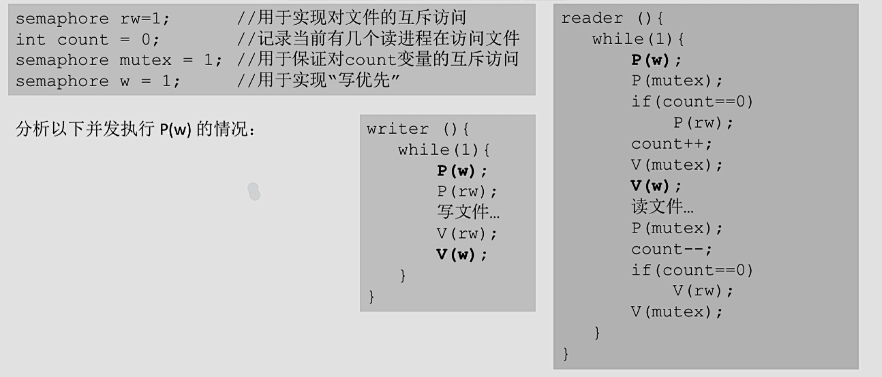 semaphore rw=1; //用于实现对文件的互斥访问
int count = 0; //记录当前有几个读进程在访问文件
semaphore mutex = 1; //用于保证对count变量的互斥访问
semaphore w = 1; //用于实现“写优先”
分析以下并发执行 P(w) 的情况：
writer (){
while(1){
P(w);
P(rw);
写文件…
V(rw);
V(w);
}
}
reader (){
while(1){
P(w);
P(mutex);
if(count==0)
P(rw);
count++;
V(mutex);
V(w);
读文件…
P(mutex);
count--;
if(count==0)
V(rw);
V(mutex);
}
}